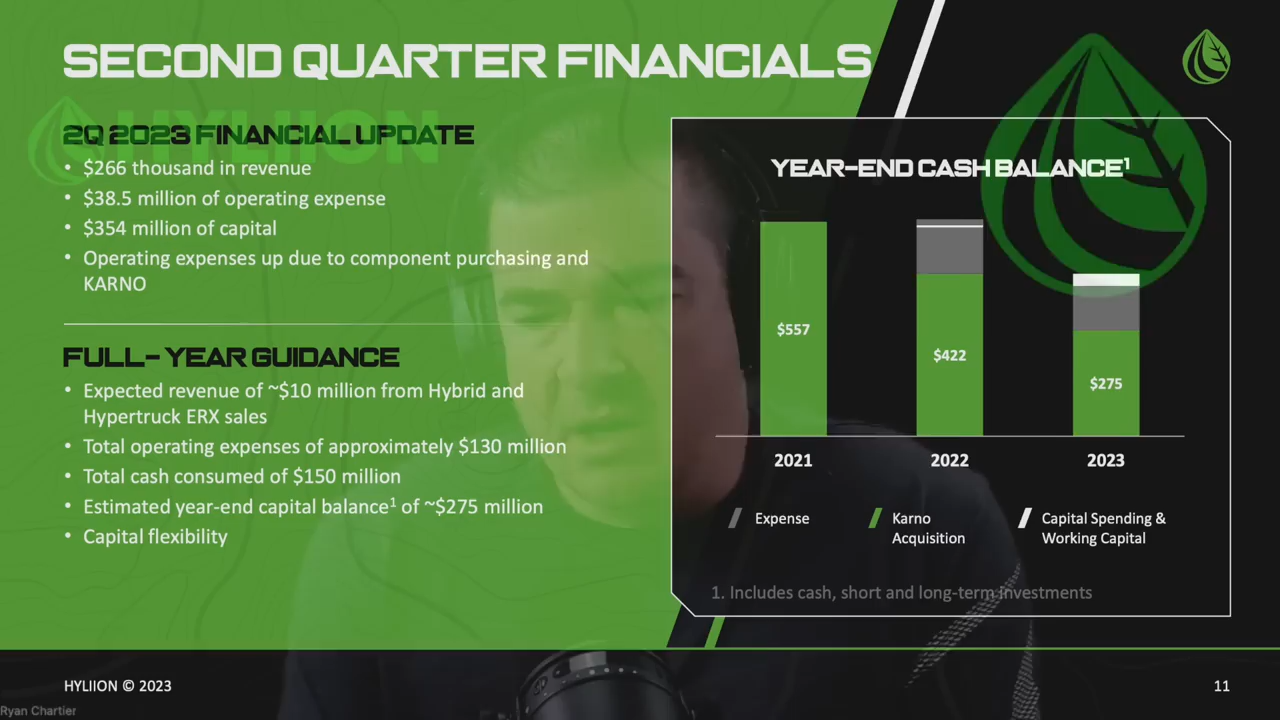 SECOND QUARTER FINANCIALS
HYLIION
2Q 2023 FINANCIAL UPDATE
• $266 thousand in revenue
• $38.5 million of operating expense
• $354 million of capital
• Operating expenses up due to component purchasing and
KARNO
FULL- YEAR GUIDANCE
• Expected revenue of ~$10 million from Hybrid and
Hypertruck ERX sales
• Total operating expenses of approximately $130 million
• Total cash consumed of $150 million
• Estimated year-end capital balance¹ of ~$275 million
• Capital flexibility
YEAR-END CASH BALANCE¹
$557
$422
$275
2021
2022
2023
Expense
Karno
Acquisition
Capital Spending &
Working Capital
1. Includes cash, short and long-term investments
HYLIION © 2023
11
Ryan Chartier